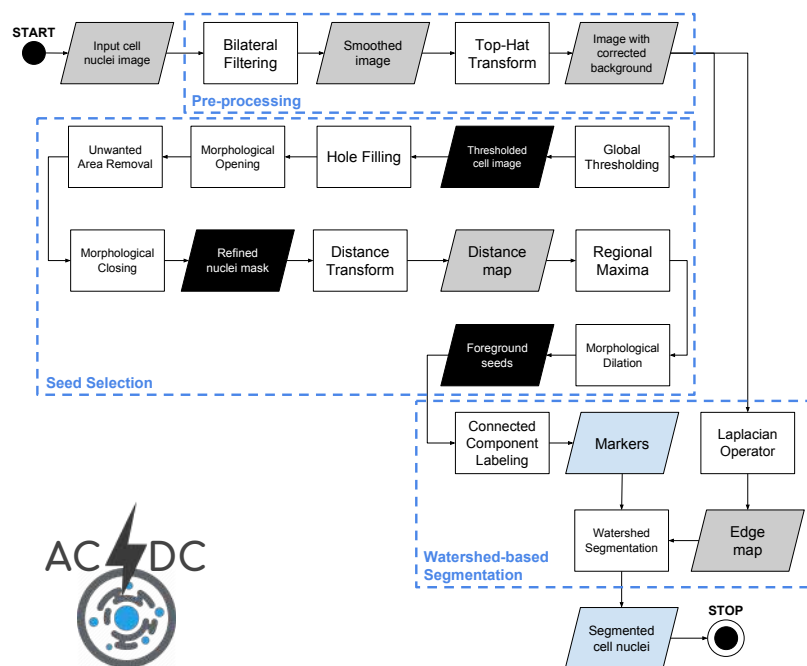 START
Input cell
nuclei image
Bilateral
Filtering
Smoothed
image
Top-Hat
Transform
Image with
corrected
background
Pre-processing
Unwanted
Area Removal
Morphological
Opening
Hole Filling
Thresholded
cell image
Global
Thresholding
Morphological
Closing
Refined
nuclei mask
Distance
Transform
Distance
map
Regional
Maxima
Foreground
seeds
Morphological
Dilation
Seed Selection
Connected
Component
Labeling
Markers
Laplacian
Operator
Watershed
Segmentation
Edge
map
Watershed-based
Segmentation
AC DC
Segmented
cell nuclei
STOP